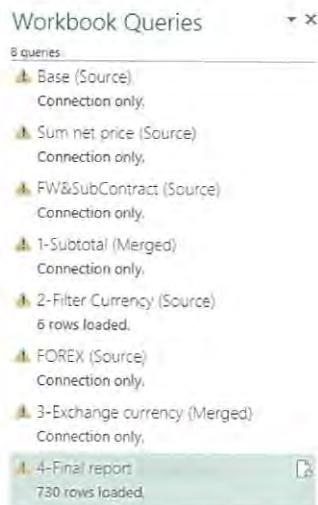 Workbook Queries
8 queries
Base (Source)
Connection only.
Sum net price (Source)
Connection only.
FW&SubContract (Source)
Connection only.
1-Subtotal (Merged)
Connection only.
2-Filter Currency (Source)
6 rows loaded.
FOREX (Source)
Connection only.
3-Exchange currency (Merged)
Connection only.
4-Final report
730 rows loaded.